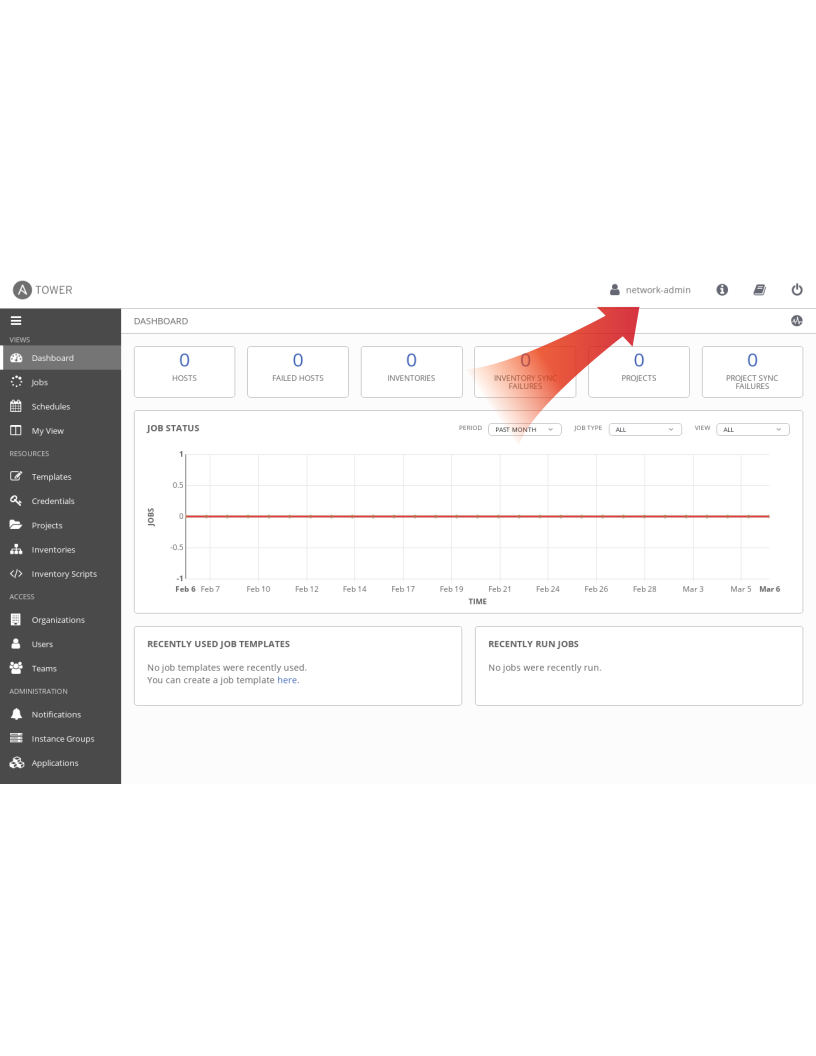 TOWER
network-admin
DASHBOARD
VIEWS
Dashboard
Jobs
Schedules
My View
RESOURCES
Templates
Credentials
Projects
Inventories
Inventory Scripts
ACCESS
Organizations
Users
Teams
ADMINISTRATION
Notifications
Instance Groups
Applications
0
HOSTS
0
FAILED HOSTS
0
INVENTORIES
0
INVENTORY SYNC
FAILURES
0
PROJECTS
0
PROJECT SYNC
FAILURES
JOB STATUS
PERIOD PAST MONTH JOB TYPE ALL VIEW ALL
1
0.5
0
-0.5
-1
JOBS
Feb 6 Feb 7 Feb 10 Feb 12 Feb 14 Feb 17 Feb 19 Feb 21 Feb 24 Feb 26 Feb 28 Mar 3 Mar 5 Mar 6
TIME
RECENTLY USED JOB TEMPLATES
No job templates were recently used.
You can create a job template here.
RECENTLY RUN JOBS
No jobs were recently run.